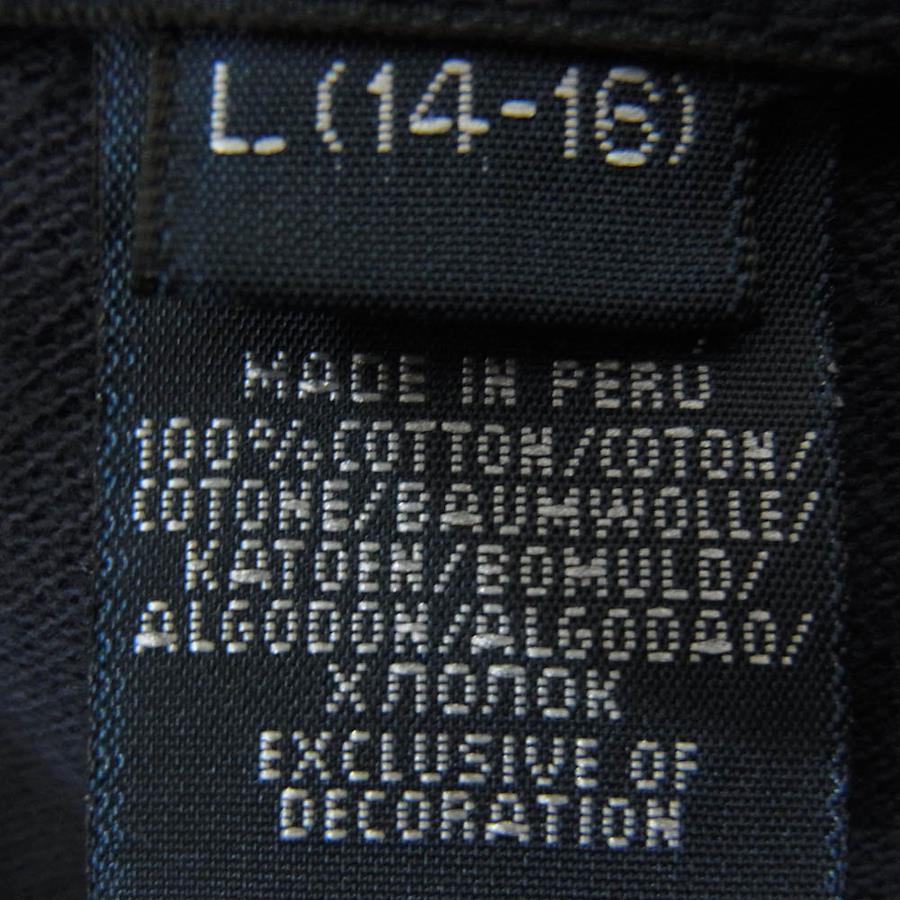 L (14-16)
MADE IN PERU
100% COTTON/COTON/
COTONE/BAUMWOLLE/
KATOEN/BOMULD/
ALGODON/ALGODAO/
ХЛОПОК
EXCLUSIVE OF
DECORATION